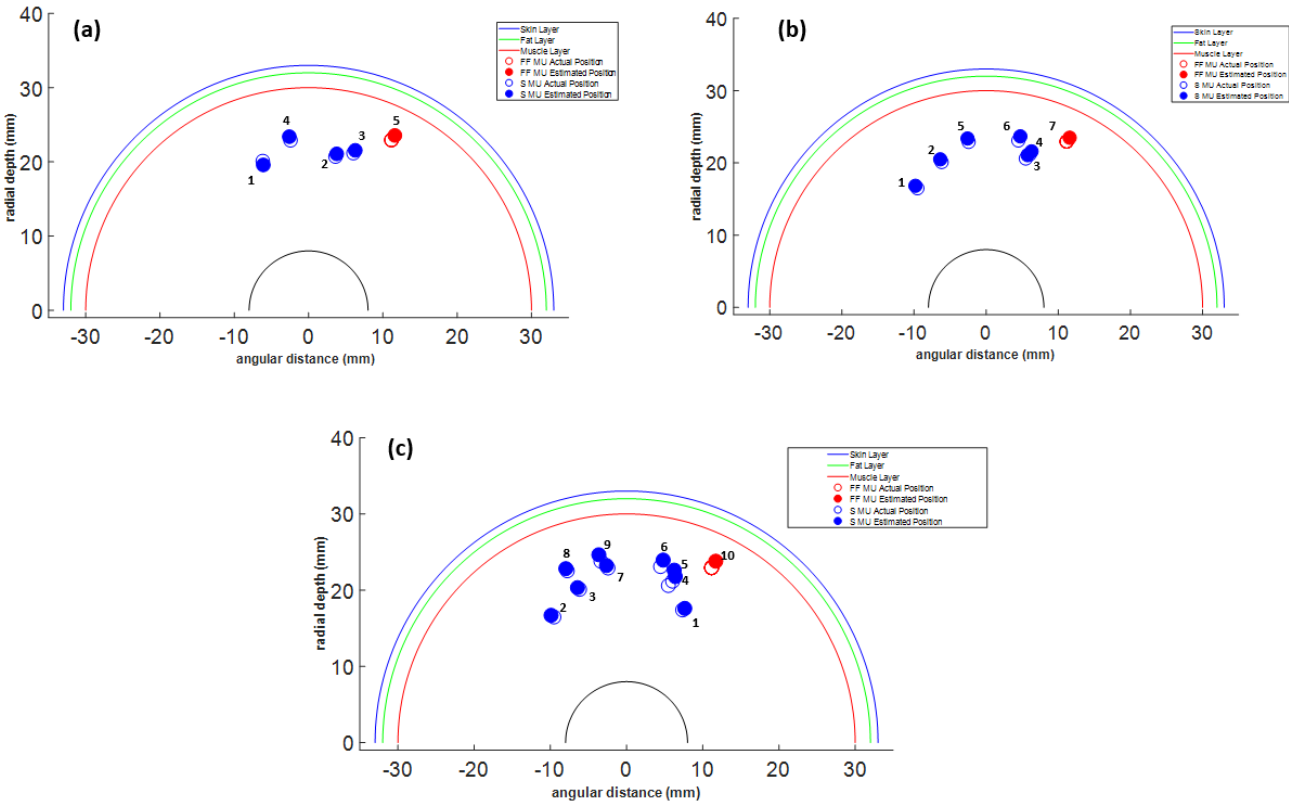 (a)
40
30
20
10
0
radial depth (mm)
-30 -20 -10 0 10 20 30
angular distance (mm)
Skin Layer
Fat Layer
Muscle Layer
FF MU Actual Position
FF MU Estimated Position
S MU Actual Position
S MU Estimated Position
4
3
5
2
1
(b)
40
30
20
10
0
radial depth (mm)
-30 -20 -10 0 10 20 30
angular distance (mm)
Skin Layer
Fat Layer
Muscle Layer
FF MU Actual Position
FF MU Estimated Position
S MU Actual Position
S MU Estimated Position
5
6
7
2
4
3
1
(c)
40
30
20
10
0
radial depth (mm)
-30 -20 -10 0 10 20 30
angular distance (mm)
Skin Layer
Fat Layer
Muscle Layer
FF MU Actual Position
FF MU Estimated Position
S MU Actual Position
S MU Estimated Position
9
6
8
10
5
7
4
3
2
1